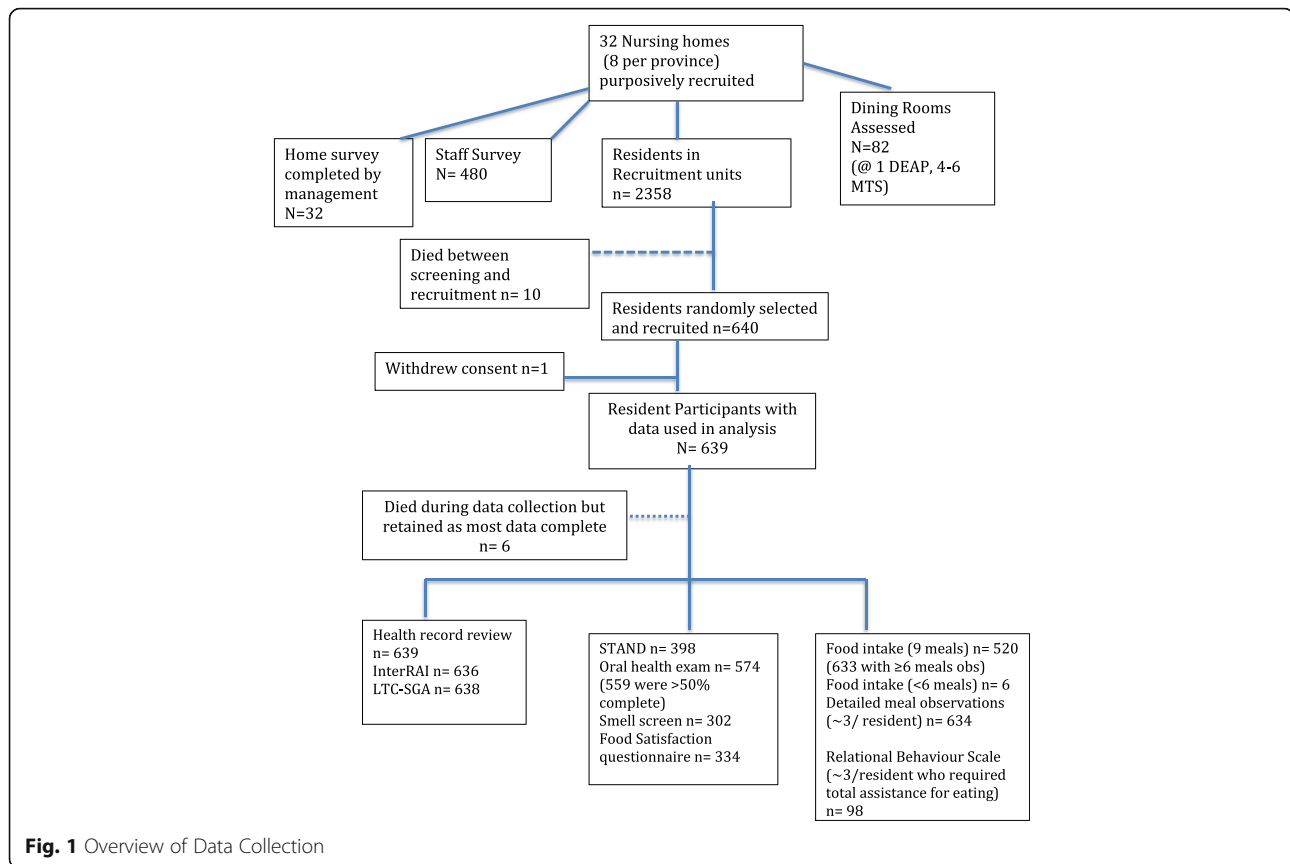 32 Nursing homes
(8 per province)
purposively recruited
Home survey
completed by
management
N=32
Staff Survey
N= 480
Residents in
Recruitment units
n= 2358
Dining Rooms
Assessed
N=82
(@ 1 DEAP, 4-6
MTS)
Died between
screening and
recruitment n= 10
Residents randomly selected
and recruited n=640
Withdrew consent n=1
Resident Participants with
data used in analysis
N= 639
Died during data collection but
retained as most data complete
n= 6
Health record review
n= 639
InterRAI n= 636
LTC-SGA n= 638
STAND n= 398
Oral health exam n= 574
(559 were >50%
complete)
Smell screen n= 302
Food Satisfaction
questionnaire n= 334
Food intake (9 meals) n= 520
(633 with ≥6 meals obs)
Food intake (<6 meals) n= 6
Detailed meal observations
(~3/ resident) n= 634
Relational Behaviour Scale
(~3/resident who required
total assistance for eating)
n= 98
Fig. 1 Overview of Data Collection